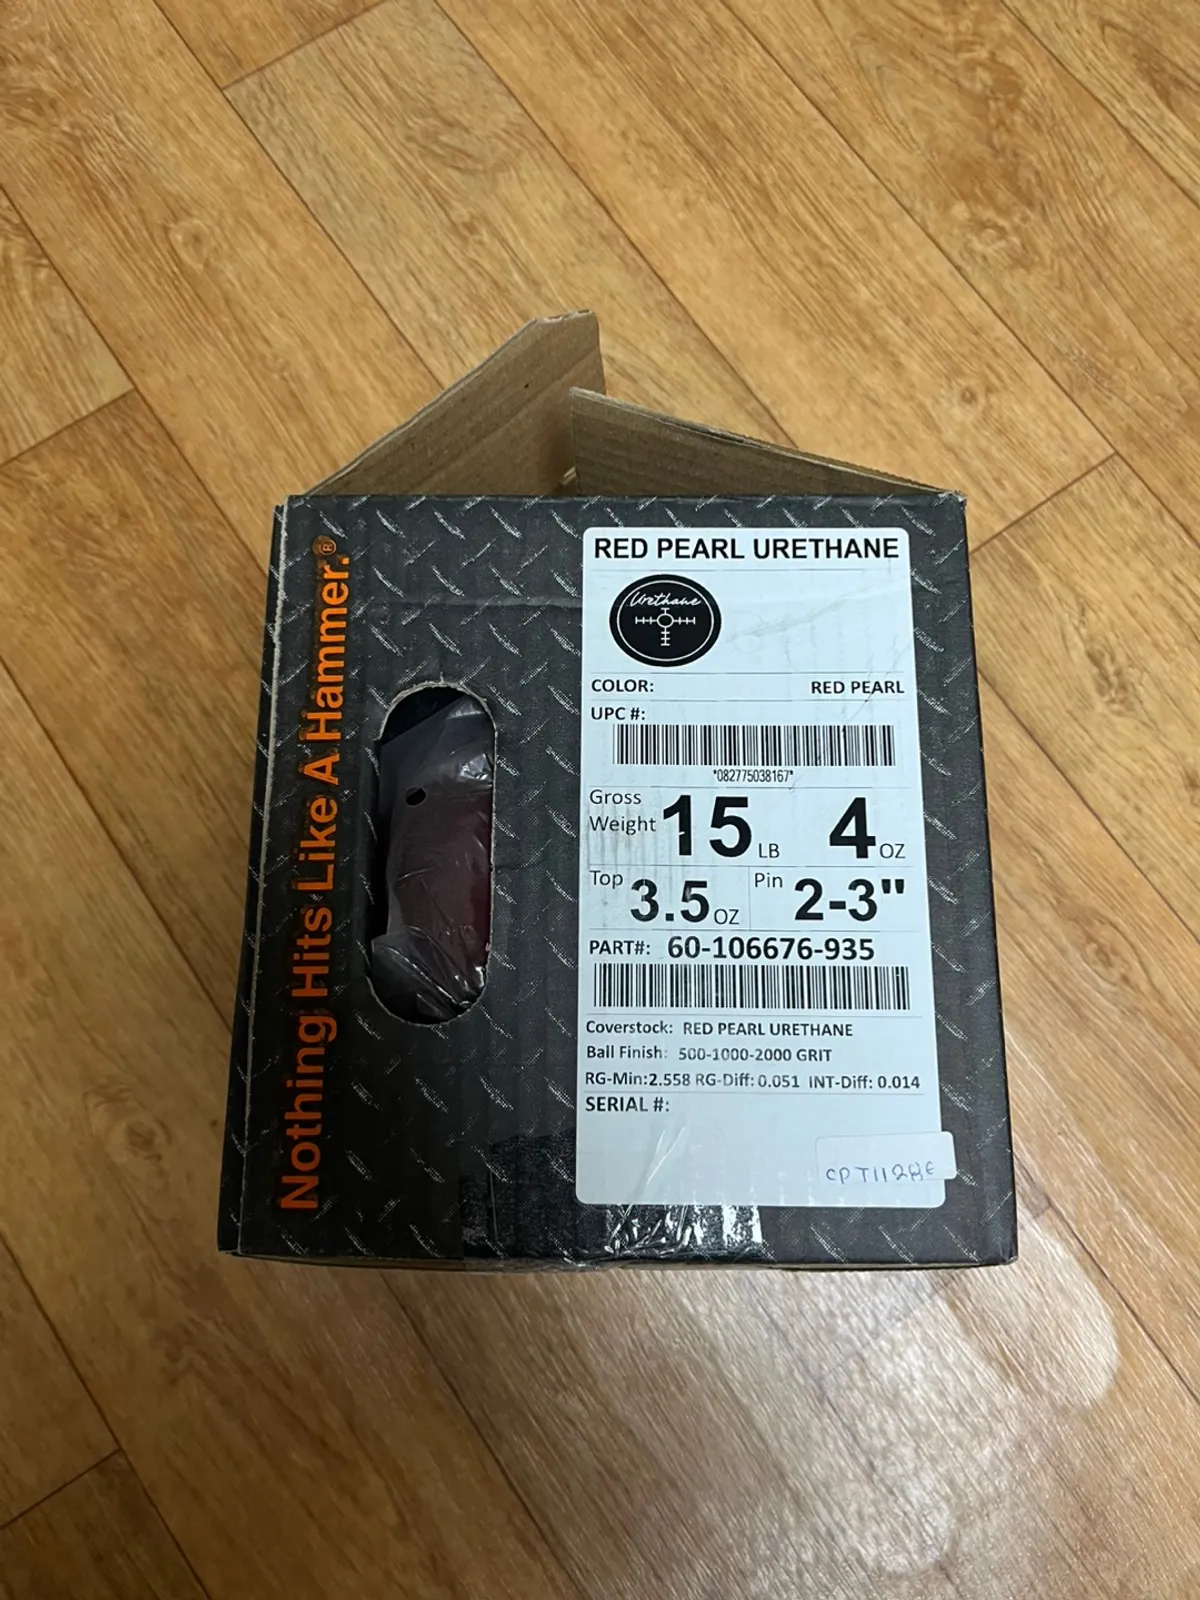 Nothing Hits Like A Hammer.®
RED PEARL URETHANE
Urethane
COLOR: RED PEARL
UPC #:
*082775038167*
Gross Weight 15 LB 4 OZ
Top 3.5 OZ Pin 2-3"
PART#: 60-106676-935
Coverstock: RED PEARL URETHANE
Ball Finish: 500-1000-2000 GRIT
RG-Min:2.558 RG-Diff: 0.051 INT-Diff: 0.014
SERIAL #: